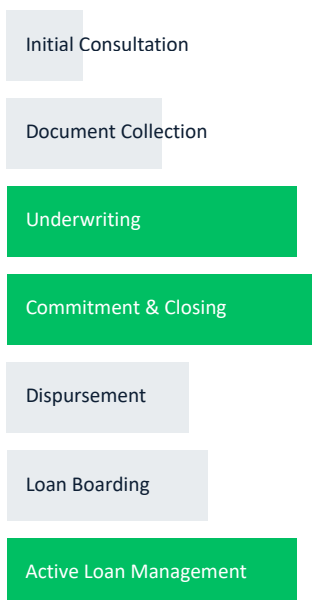 Initial Consultation
Document Collection
Underwriting
Commitment & Closing
Dispursement
Loan Boarding
Active Loan Management